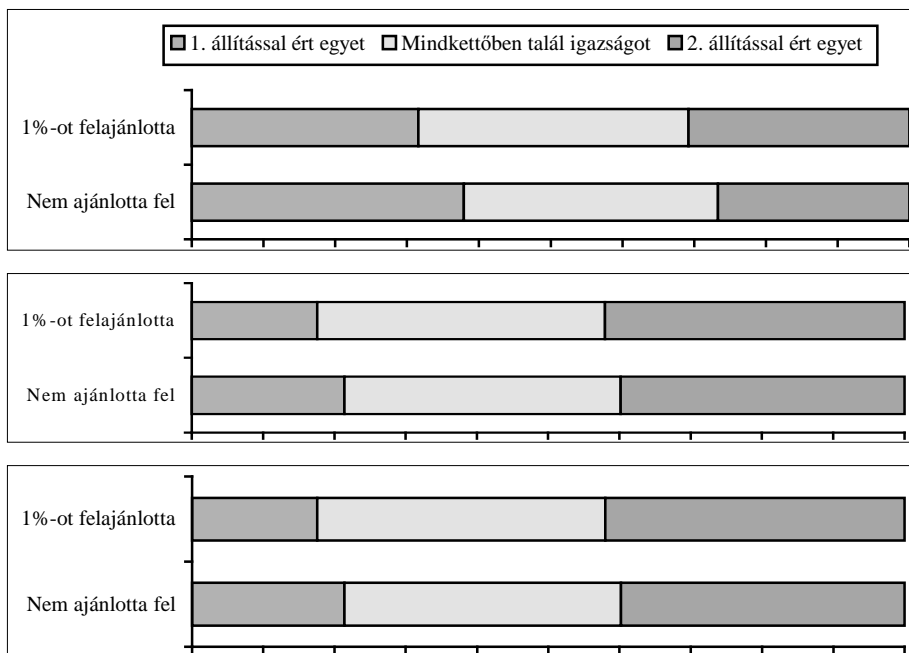 1. állítással ért egyet Mindkettőben talál igazságot 2. állítással ért egyet
1%-ot felajánlotta
Nem ajánlotta fel
1%-ot felajánlotta
Nem ajánlotta fel
1%-ot felajánlotta
Nem ajánlotta fel